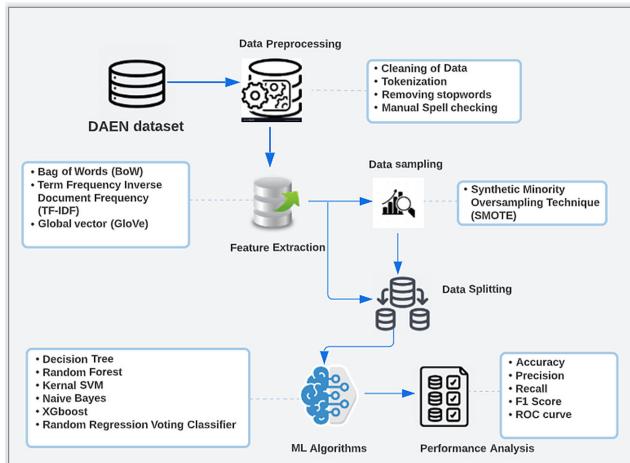 Data Preprocessing
• Cleaning of Data
• Tokenization
• Removing stopwords
• Manual Spell checking
DAEN dataset
• Bag of Words (BoW)
• Term Frequency Inverse
Document Frequency
(TF-IDF)
• Global vector (GloVe)
Feature Extraction
Data sampling
• Synthetic Minority
Oversampling Technique
(SMOTE)
Data Splitting
• Decision Tree
• Random Forest
• Kernal SVM
• Naive Bayes
• XGboost
• Random Regression Voting Classifier
ML Algorithms
Performance Analysis
• Accuracy
• Precision
• Recall
• F1 Score
• ROC curve